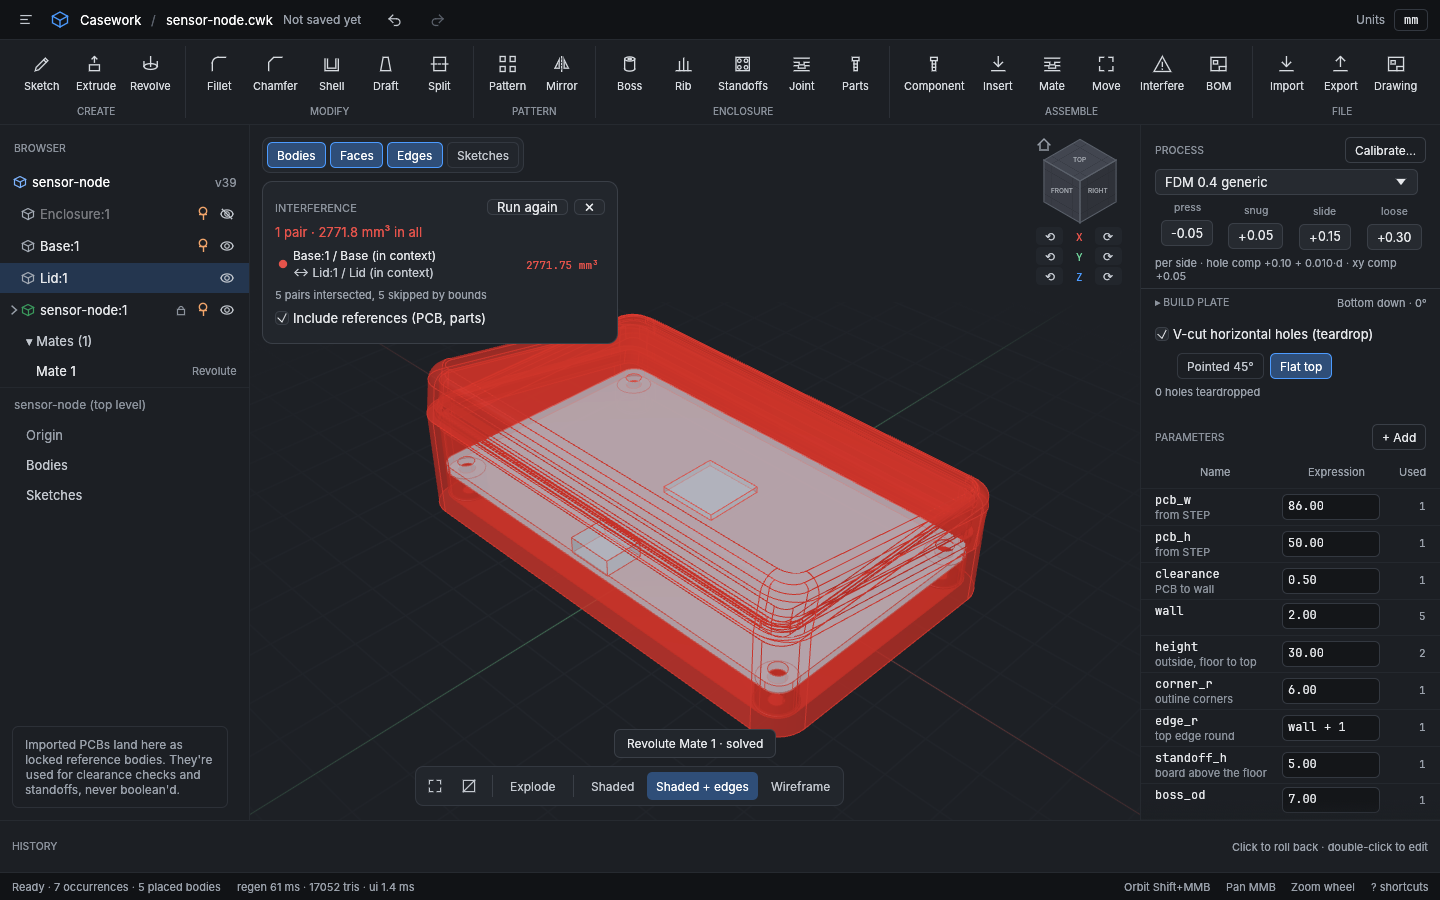 Casework / sensor-node.cwk Not saved yet
Units mm
Sketch Extrude Revolve
CREATE
Fillet Chamfer Shell Draft Split
MODIFY
Pattern Mirror
PATTERN
Boss Rib Standoffs Joint Parts
ENCLOSURE
Component Insert Mate Move Interfere BOM
ASSEMBLE
Import Export Drawing
FILE
BROWSER
sensor-node v39
Enclosure:1
Base:1
Lid:1
sensor-node:1
▾ Mates (1)
Mate 1 Revolute
sensor-node (top level)
Origin
Bodies
Sketches
Imported PCBs land here as
locked reference bodies. They're
used for clearance checks and
standoffs, never boolean'd.
Bodies Faces Edges Sketches
INTERFERENCE Run again ✕
1 pair · 2771.8 mm³ in all
Base:1 / Base (in context)
↔ Lid:1 / Lid (in context)
2771.75 mm³
5 pairs intersected, 5 skipped by bounds
Include references (PCB, parts)
TOP
FRONT RIGHT
⟲ X ⟳
⟲ Y ⟳
⟲ Z ⟳
Revolute Mate 1 · solved
Explode Shaded Shaded + edges Wireframe
PROCESS Calibrate...
FDM 0.4 generic
press snug slide loose
-0.05 +0.05 +0.15 +0.30
per side · hole comp +0.10 + 0.010·d · xy comp
+0.05
▸ BUILD PLATE Bottom down · 0°
V-cut horizontal holes (teardrop)
Pointed 45° Flat top
0 holes teardropped
PARAMETERS + Add
Name Expression Used
pcb_w 86.00 1
from STEP
pcb_h 50.00 1
from STEP
clearance 0.50 1
PCB to wall
wall 2.00 5
height 30.00 2
outside, floor to top
corner_r 6.00 1
outline corners
edge_r wall + 1 1
top edge round
standoff_h 5.00 1
board above the floor
boss_od 7.00 1
HISTORY
Click to roll back · double-click to edit
Ready · 7 occurrences · 5 placed bodies regen 61 ms · 17052 tris · ui 1.4 ms
Orbit Shift+MMB Pan MMB Zoom wheel ? shortcuts